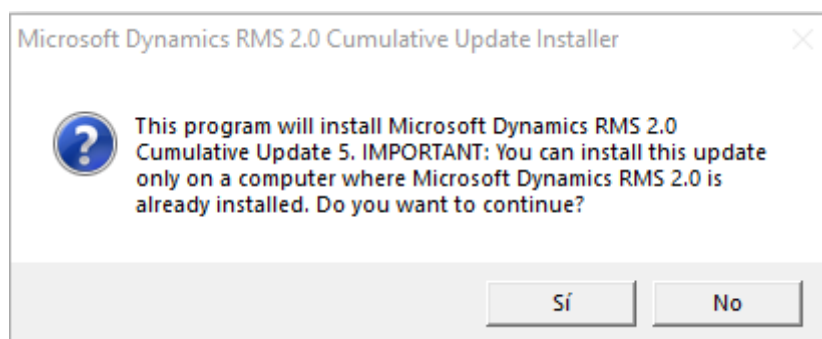 Microsoft Dynamics RMS 2.0 Cumulative Update Installer
This program will install Microsoft Dynamics RMS 2.0
Cumulative Update 5. IMPORTANT: You can install this update
only on a computer where Microsoft Dynamics RMS 2.0 is
already installed. Do you want to continue?
Sí No